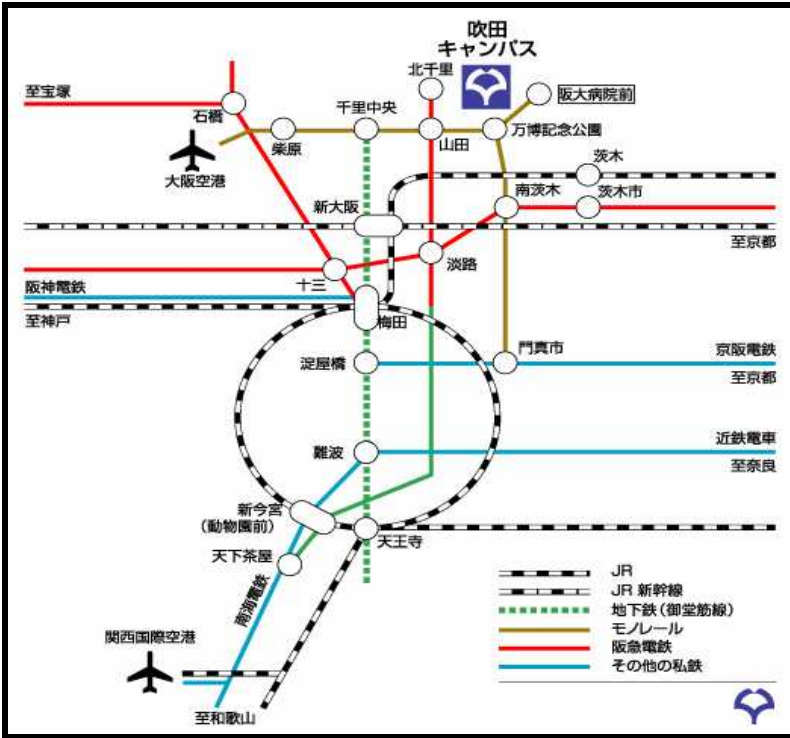 吹田
キャンパス
北千里
至宝塚
石橋
千里中央
阪大病院前
柴原
山田
万博記念公園
大阪空港
茨木
新大阪
南茨木
茨木市
至京都
十三
淡路
阪神電鉄
至神戸
梅田
淀屋橋
門真市
京阪電鉄
至京都
難波
近鉄電車
至奈良
新今宮
(動物園前)
天王寺
天下茶屋
南海電鉄
関西国際空港
至和歌山
JR
JR 新幹線
地下鉄(御堂筋線)
モノレール
阪急電鉄
その他の私鉄